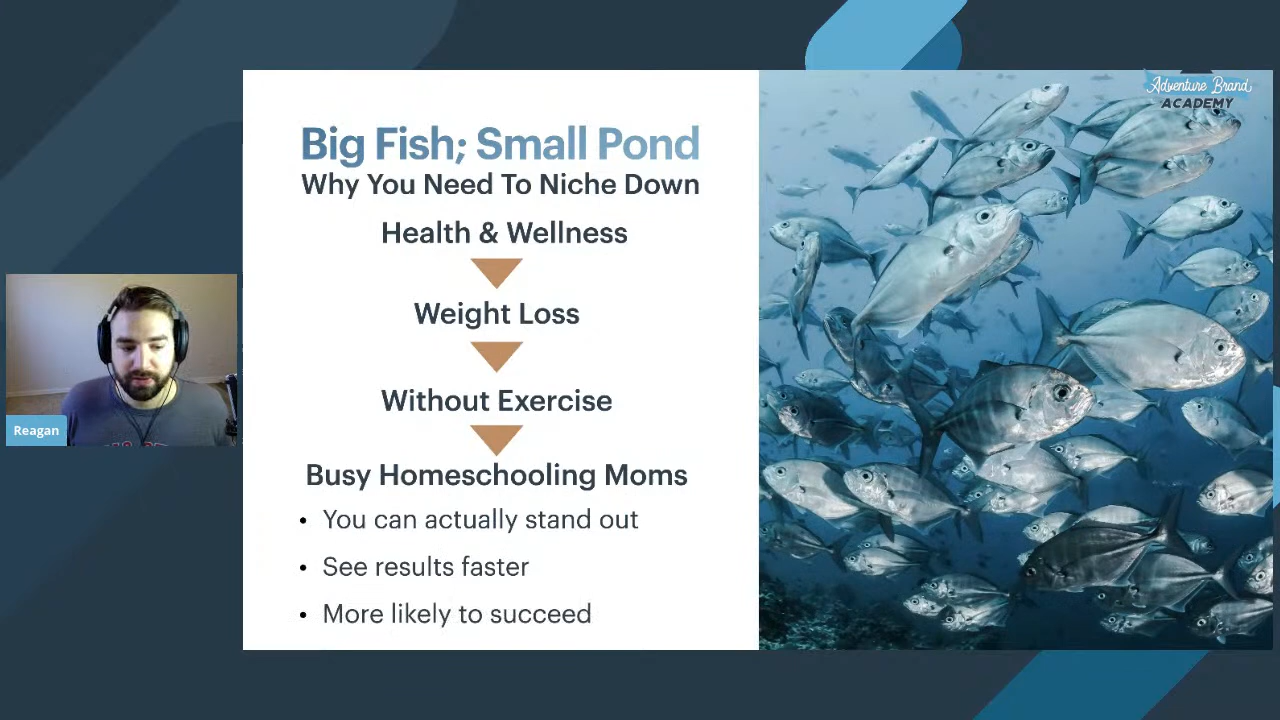 Adventure Brand
ACADEMY
Big Fish; Small Pond
Why You Need To Niche Down
Health & Wellness
Weight Loss
Without Exercise
Busy Homeschooling Moms
• You can actually stand out
• See results faster
• More likely to succeed
Reagan